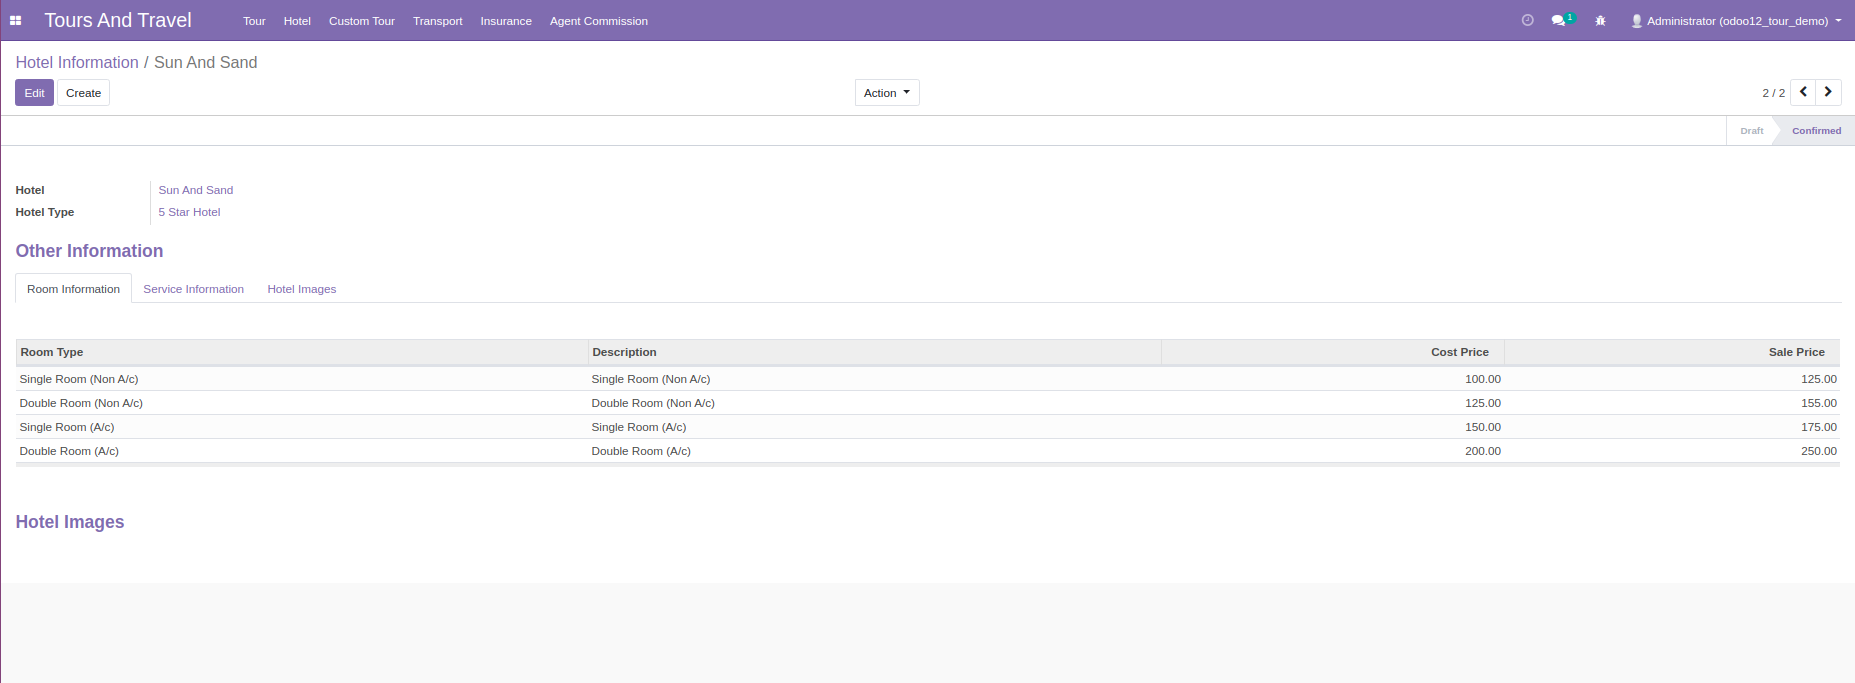 Tours And Travel Tour Hotel Custom Tour Transport Insurance Agent Commission 1 Administrator (odoo12_tour_demo)
Hotel Information / Sun And Sand
Edit Create Action 2 / 2
Draft Confirmed
Hotel Sun And Sand
Hotel Type 5 Star Hotel
Other Information
Room Information Service Information Hotel Images
Room Type Description Cost Price Sale Price
Single Room (Non A/c) Single Room (Non A/c) 100.00 125.00
Double Room (Non A/c) Double Room (Non A/c) 125.00 155.00
Single Room (A/c) Single Room (A/c) 150.00 175.00
Double Room (A/c) Double Room (A/c) 200.00 250.00
Hotel Images